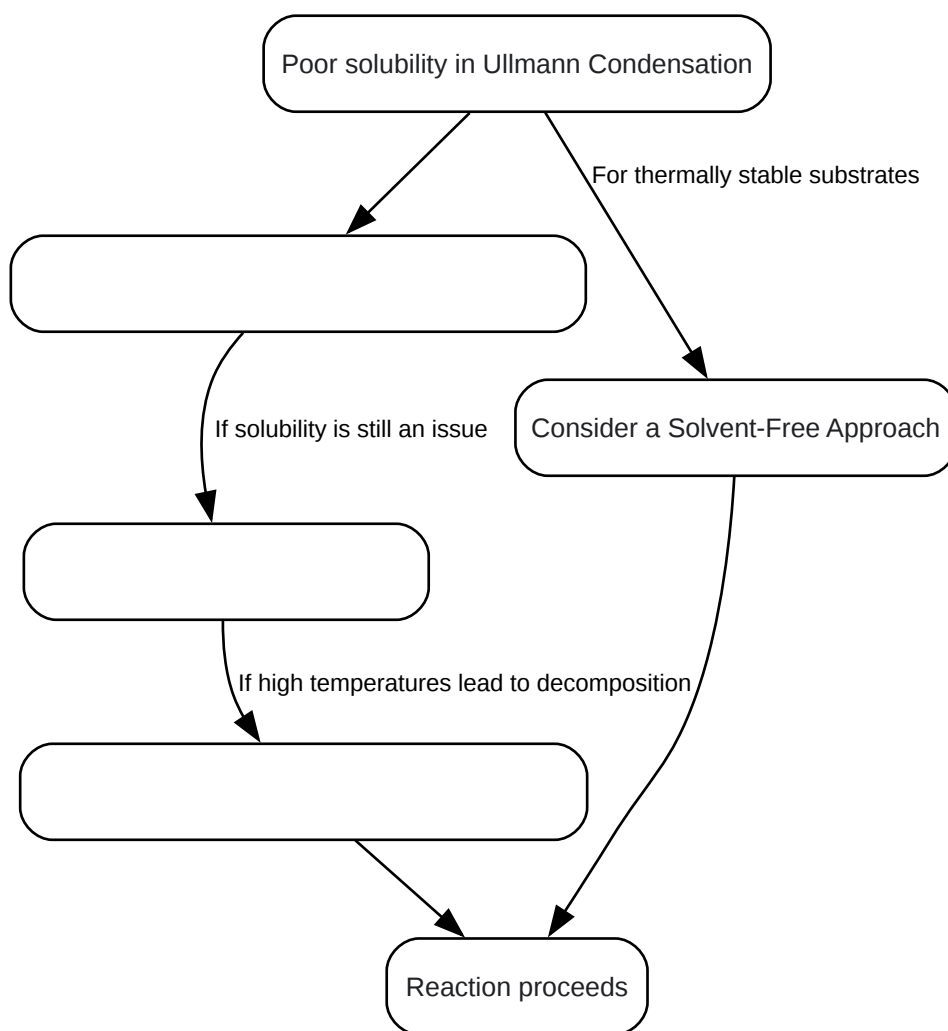 Poor solubility in Ullmann Condensation
For thermally stable substrates
If solubility is still an issue
Consider a Solvent-Free Approach
If high temperatures lead to decomposition
Reaction proceeds